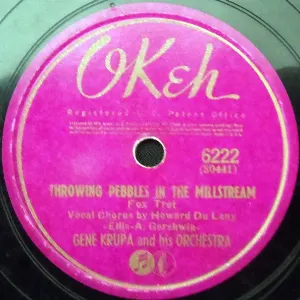 OKeh
Registered U.S. Patent Office
6222
(30441)
THROWING PEBBLES IN THE MILLSTREAM
Fox Trot
Vocal Chorus by Howard Du Lany
-Ellis-A. Gershwin-
GENE KRUPA and his ORCHESTRA